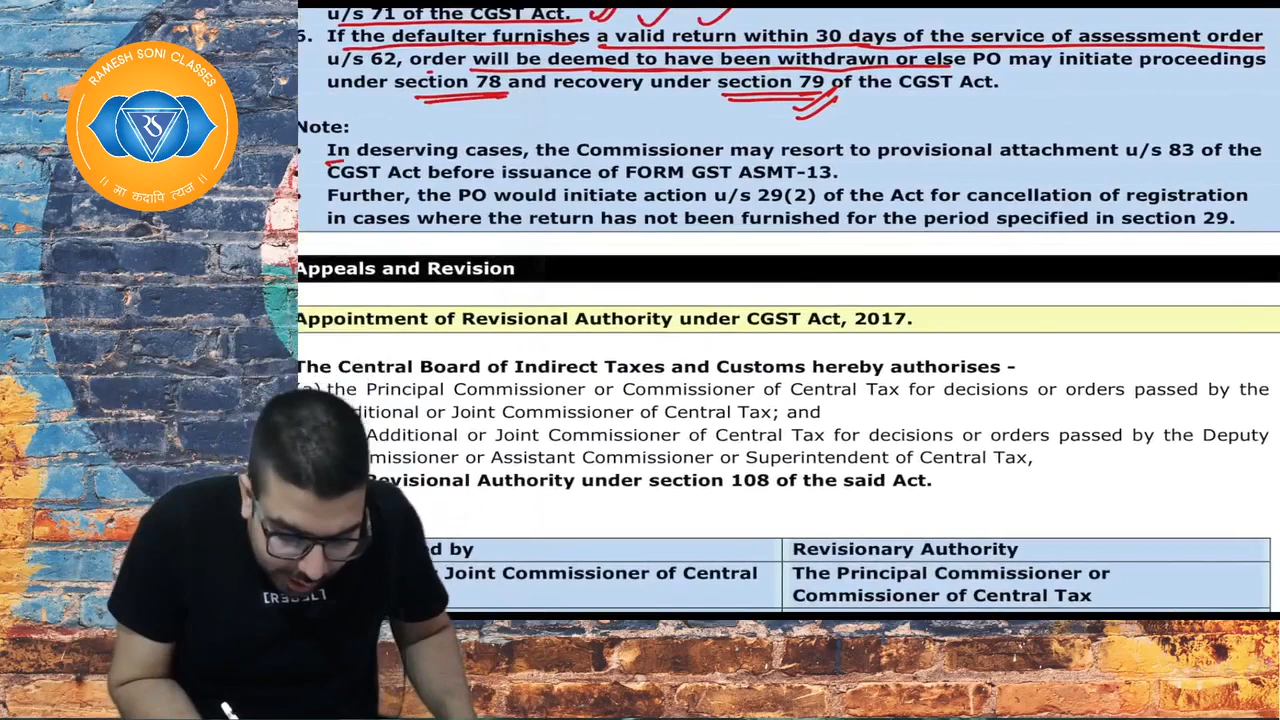 u/s 71 of the CGST Act.
6. If the defaulter furnishes a valid return within 30 days of the service of assessment order
u/s 62, order will be deemed to have been withdrawn or else PO may initiate proceedings
under section 78 and recovery under section 79 of the CGST Act.
Note:
In deserving cases, the Commissioner may resort to provisional attachment u/s 83 of the
CGST Act before issuance of FORM GST ASMT-13.
Further, the PO would initiate action u/s 29(2) of the Act for cancellation of registration
in cases where the return has not been furnished for the period specified in section 29.
Appeals and Revision
Appointment of Revisional Authority under CGST Act, 2017.
The Central Board of Indirect Taxes and Customs hereby authorises -
(a) the Principal Commissioner or Commissioner of Central Tax for decisions or orders passed by the
or Joint Commissioner of Central Tax; and
Additional or Joint Commissioner of Central Tax for decisions or orders passed by the Deputy
or Assistant Commissioner or Superintendent of Central Tax,
Revisional Authority under section 108 of the said Act.
by
Revisionary Authority
Joint Commissioner of Central
The Principal Commissioner or
Commissioner of Central Tax
RAMESH SONI CLASSES
RS
।। मा कदापि त्यज ।।